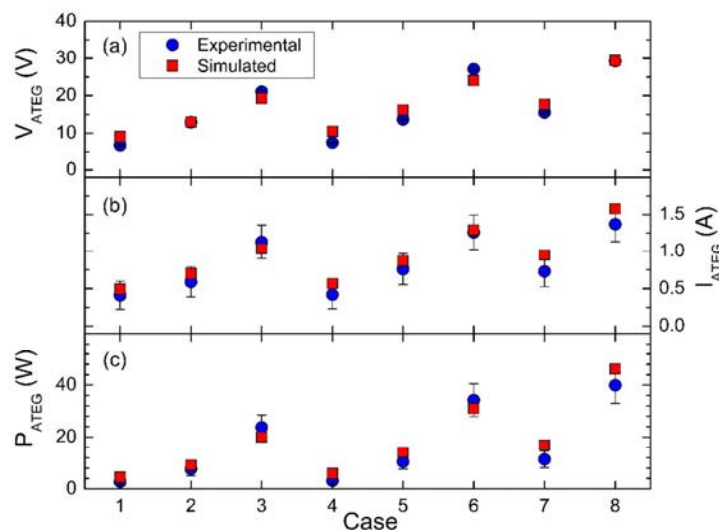 40
30
20
10
0
V_ATEG (V)
(a)
Experimental
Simulated
(b)
1.5
1.0
0.5
0.0
I_ATEG (A)
(c)
40
20
0
P_ATEG (W)
1 2 3 4 5 6 7 8
Case